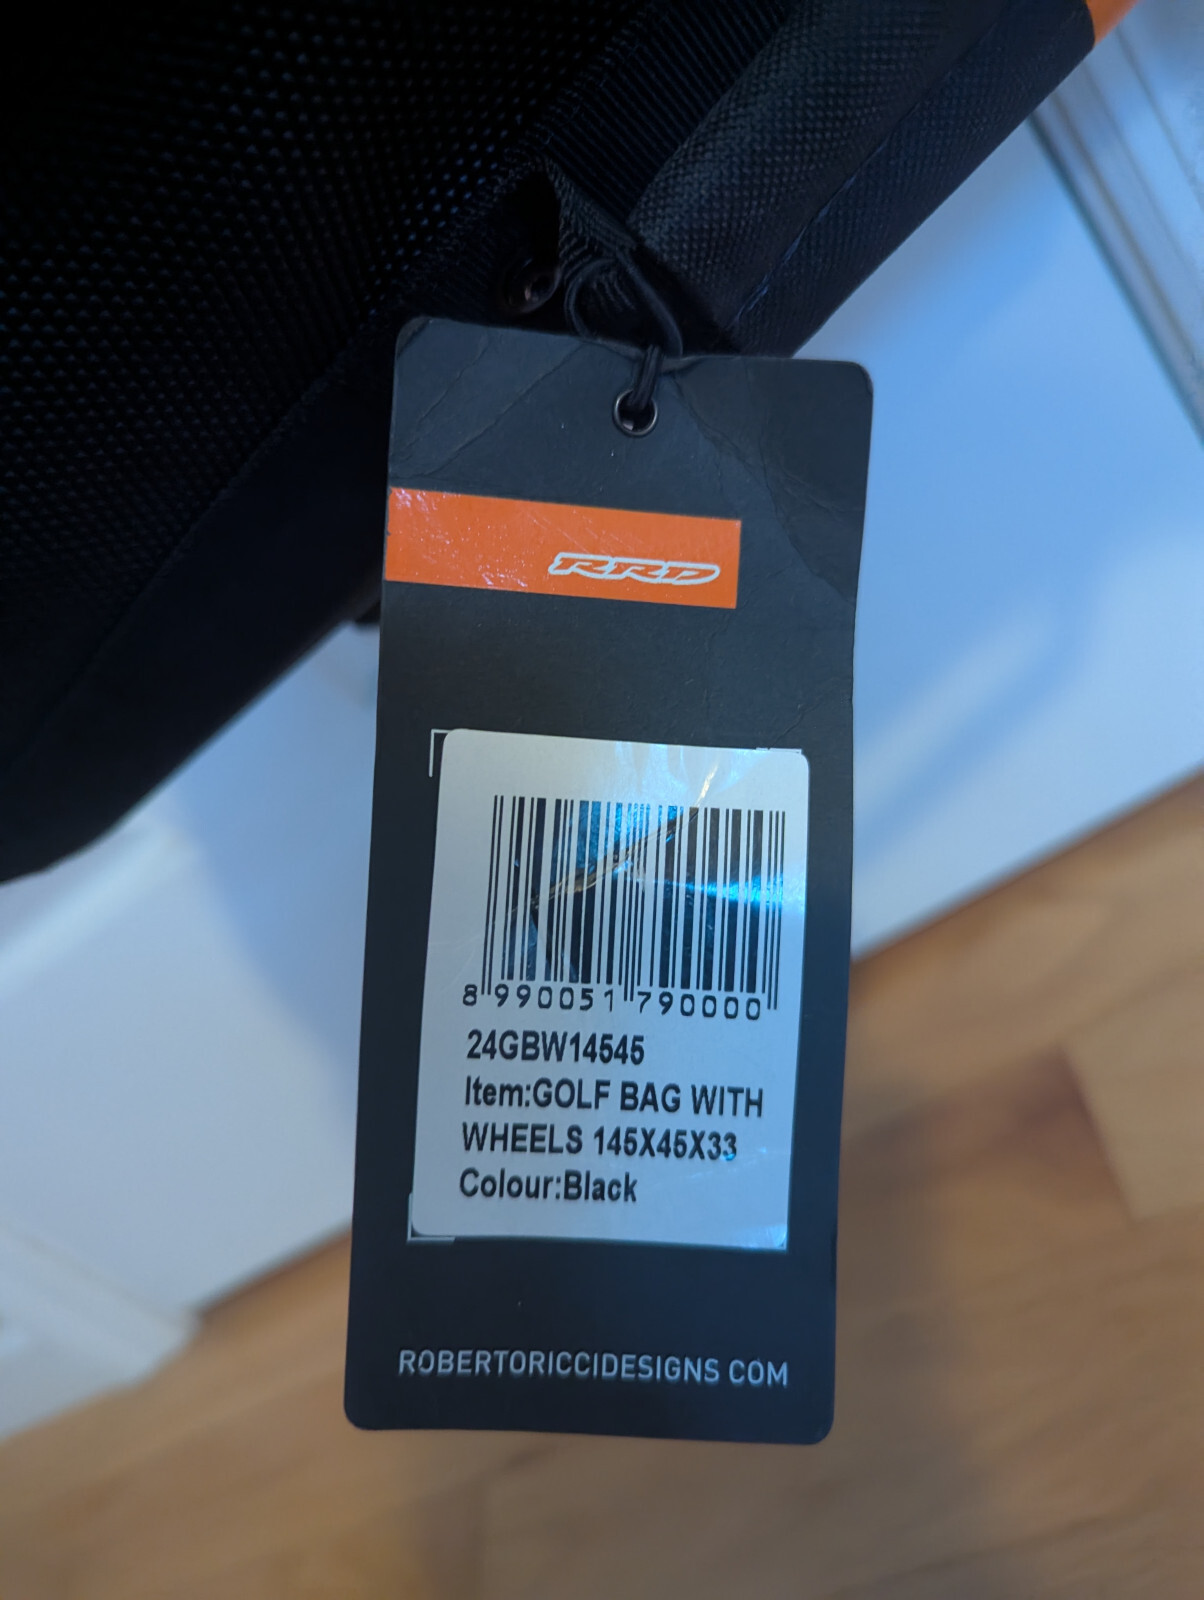 RRD
8 990051 790000
24GBW14545
Item:GOLF BAG WITH
WHEELS 145X45X33
Colour:Black
ROBERTORICCIDESIGNS COM